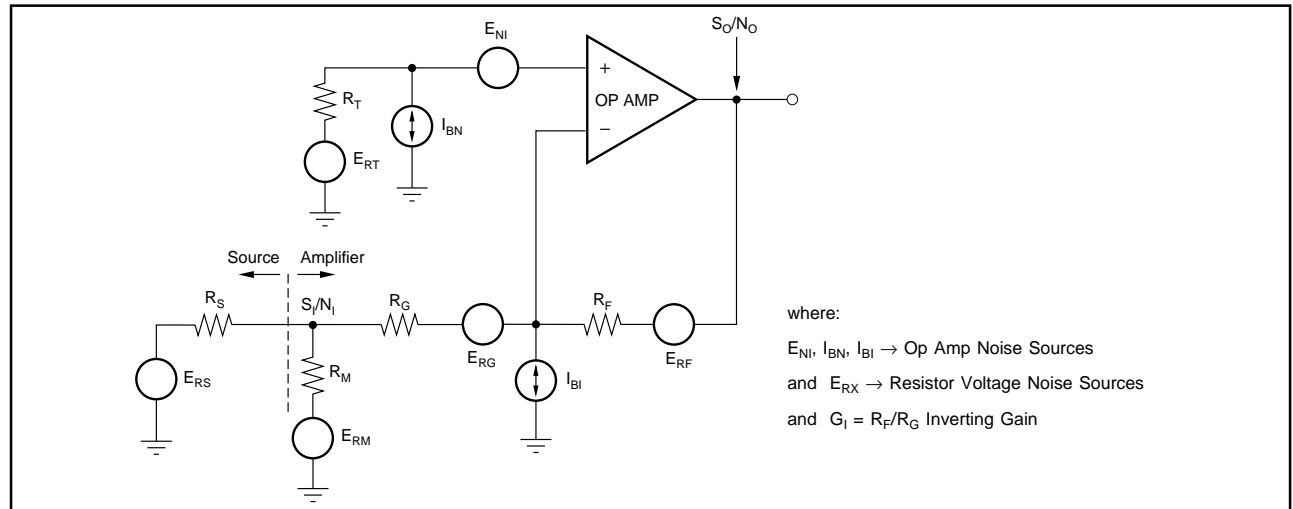 S_O/N_O
E_NI
+
OP AMP
−
R_T
I_BN
E_RT
Source Amplifier
R_S
S_I/N_I
R_G
R_F
E_RG
E_RF
E_RS
R_M
I_BI
E_RM
where:
E_NI, I_BN, I_BI → Op Amp Noise Sources
and E_RX → Resistor Voltage Noise Sources
and G_I = R_F/R_G Inverting Gain